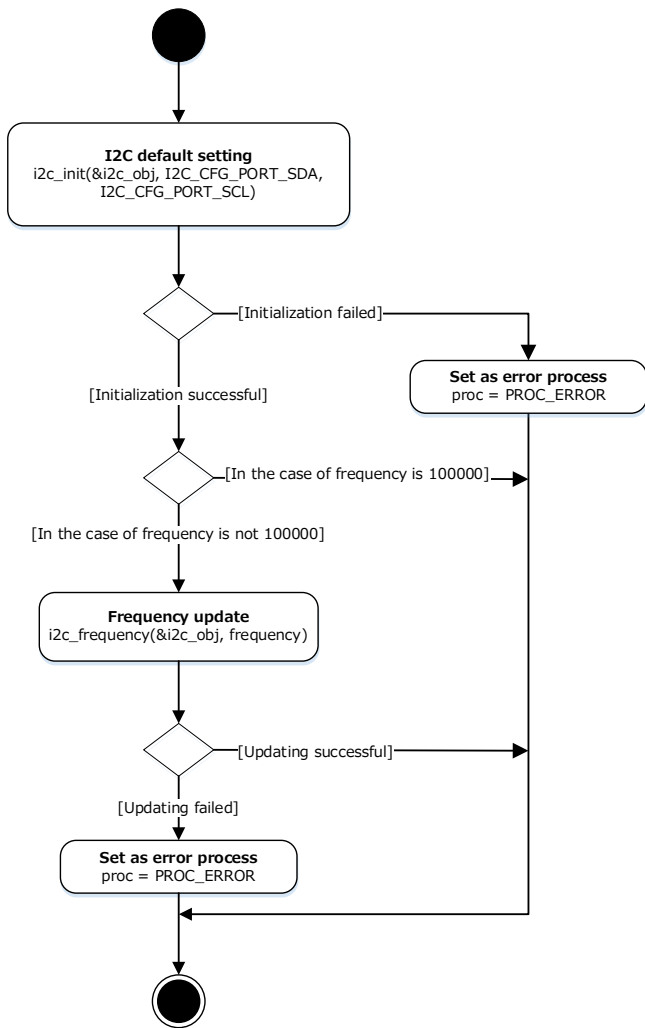 I2C default setting
i2c_init(&i2c_obj, I2C_CFG_PORT_SDA,
I2C_CFG_PORT_SCL)
[Initialization failed]
Set as error process
proc = PROC_ERROR
[Initialization successful]
[In the case of frequency is 100000]
[In the case of frequency is not 100000]
Frequency update
i2c_frequency(&i2c_obj, frequency)
[Updating successful]
[Updating failed]
Set as error process
proc = PROC_ERROR